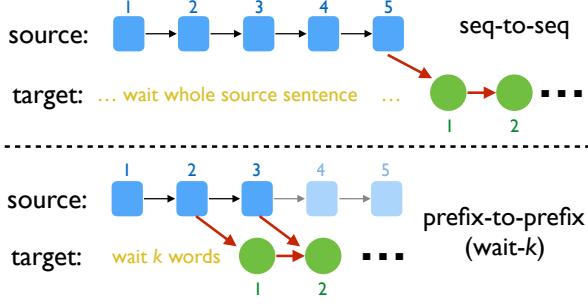 1 2 3 4 5
source: seq-to-seq
target: ... wait whole source sentence ... ...
1 2
1 2 3 4 5
source: prefix-to-prefix
(wait-k)
target: wait k words ...
1 2